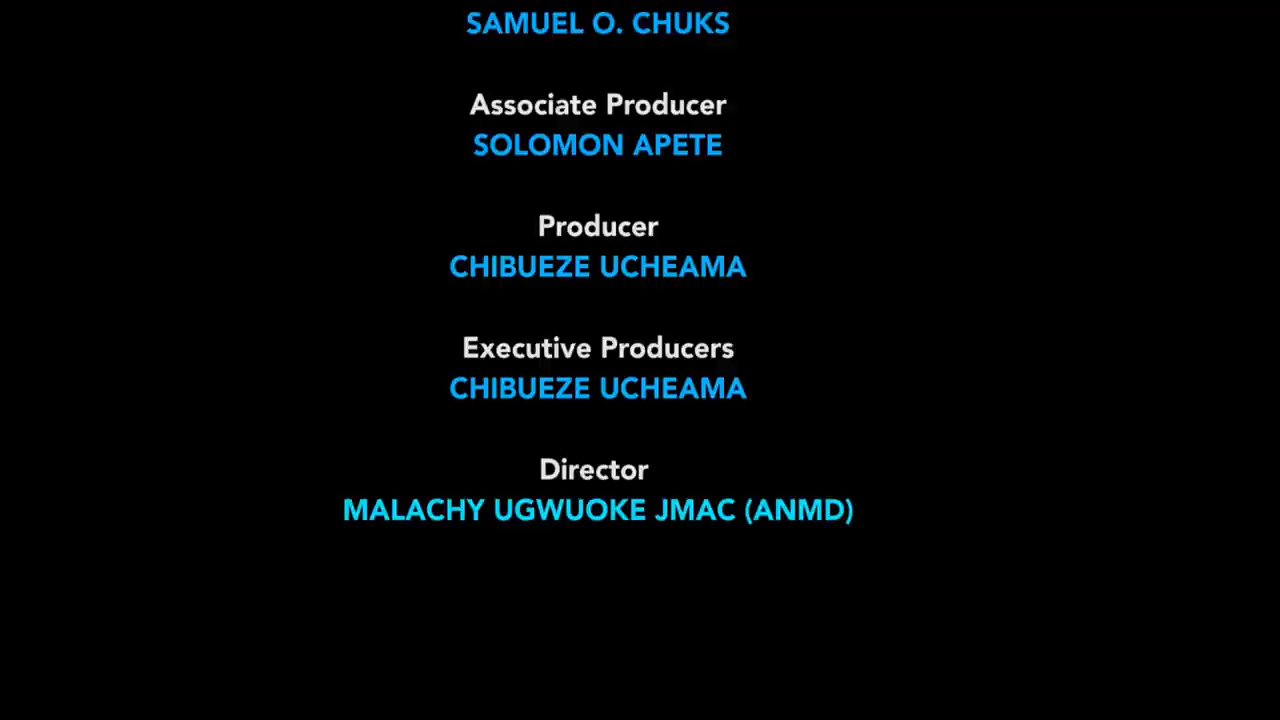 SAMUEL O. CHUKS
Associate Producer
SOLOMON APETE
Producer
CHIBUEZE UCHEAMA
Executive Producers
CHIBUEZE UCHEAMA
Director
MALACHY UGWUOKE JMAC (ANMD)